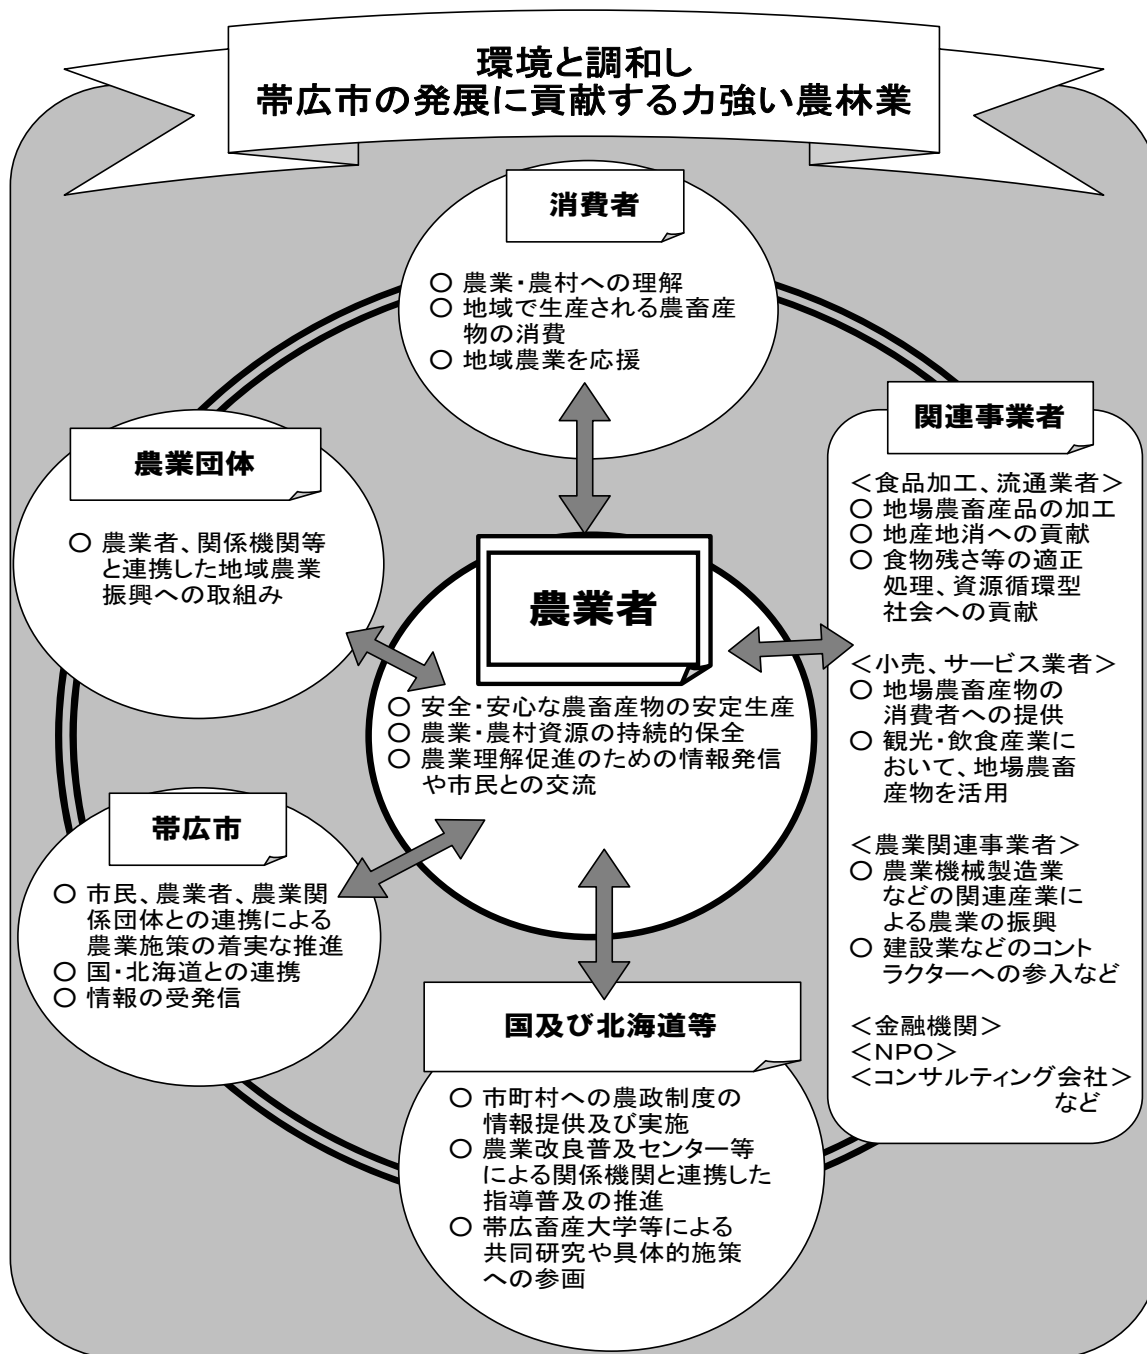 環境と調和し
帯広市の発展に貢献する力強い農林業
消費者
○ 農業・農村への理解
○ 地域で生産される農畜産
物の消費
○ 地域農業を応援
農業団体
○ 農業者、関係機関等
と連携した地域農業
振興への取組み
関連事業者
＜食品加工、流通業者＞
○ 地場農畜産品の加工
○ 地産地消への貢献
○ 食物残さ等の適正
処理、資源循環型
社会への貢献
＜小売、サービス業者＞
○ 地場農畜産物の
消費者への提供
○ 観光・飲食産業に
おいて、地場農畜
産物を活用
＜農業関連事業者＞
○ 農業機械製造業
などの関連産業に
よる農業の振興
○ 建設業などのコント
ラクターへの参入など
＜金融機関＞
＜NPO＞
＜コンサルティング会社＞
など
農業者
○ 安全・安心な農畜産物の安定生産
○ 農業・農村資源の持続的保全
○ 農業理解促進のための情報発信
や市民との交流
帯広市
○ 市民、農業者、農業関
係団体との連携による
農業施策の着実な推進
○ 国・北海道との連携
○ 情報の受発信
国及び北海道等
○ 市町村への農政制度の
情報提供及び実施
○ 農業改良普及センター等
による関係機関と連携した
指導普及の推進
○ 帯広畜産大学等による
共同研究や具体的施策
への参画